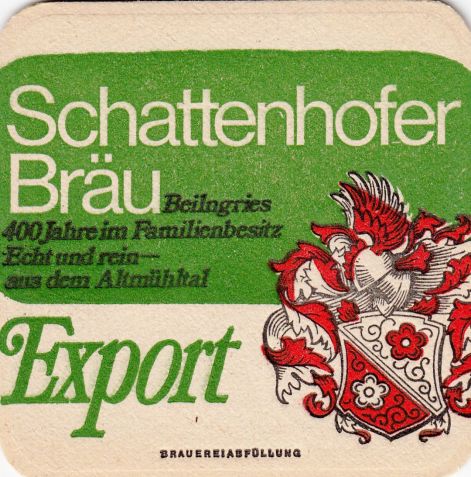 Schattenhofer
Bräu Beilngries
400 Jahre im Familienbesitz
Echt und rein—
aus dem Altmühltal
Export
BRAUEREIABFÜLLUNG